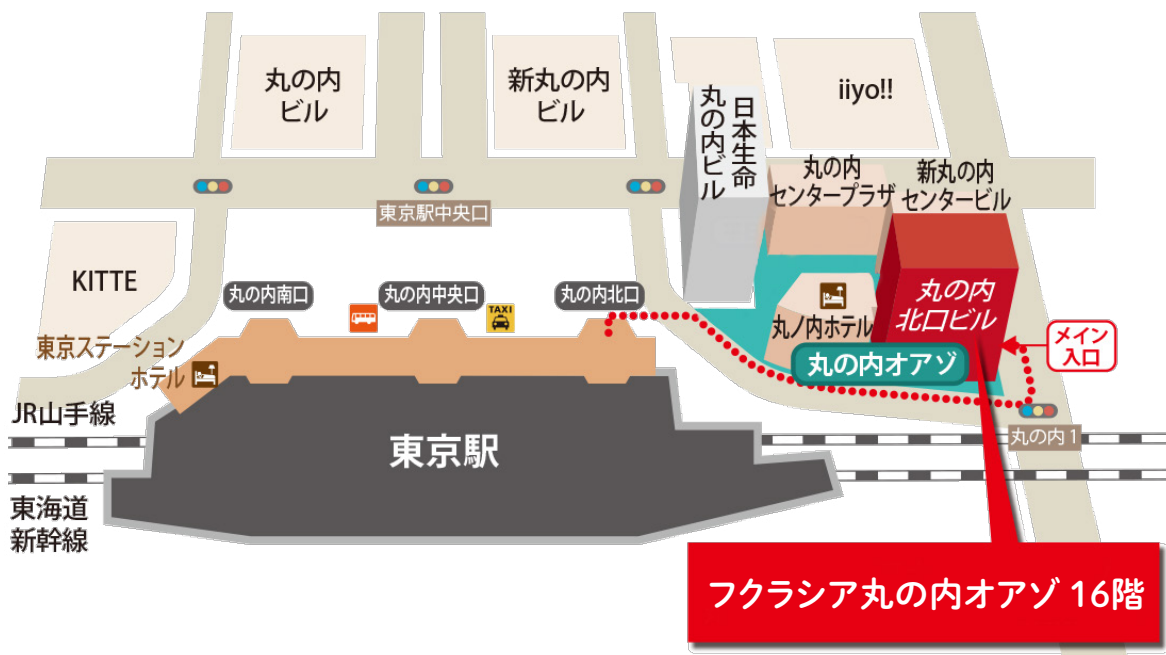 丸の内
ビル
新丸の内
ビル
日本生命
丸の内ビル
iiyo!!
丸の内
センタープラザ
新丸の内
センタービル
東京駅中央口
KITTE
丸の内南口
丸の内中央口
TAXI
丸の内北口
丸の内
北口ビル
丸ノ内ホテル
メイン
入口
東京ステーション
ホテル
丸の内オアゾ
JR山手線
丸の内1
東京駅
東海道
新幹線
フクラシア丸の内オアゾ 16階